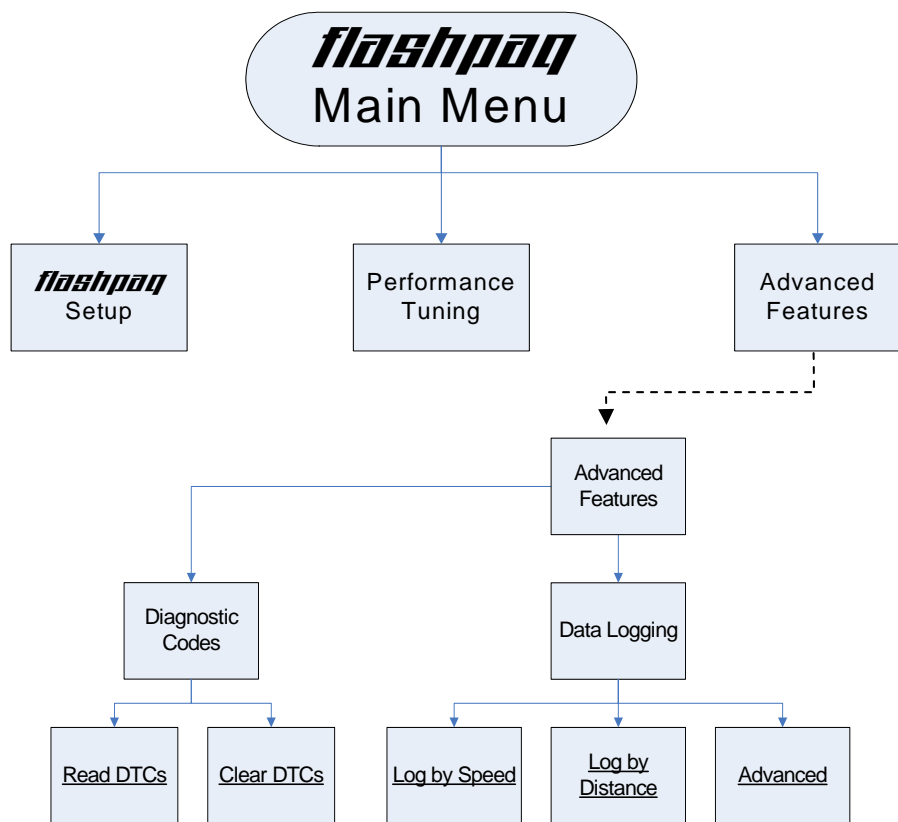 flashpaq
Main Menu
flashpaq
Setup
Performance
Tuning
Advanced
Features
Advanced
Features
Diagnostic
Codes
Data Logging
Read DTCs
Clear DTCs
Log by Speed
Log by
Distance
Advanced